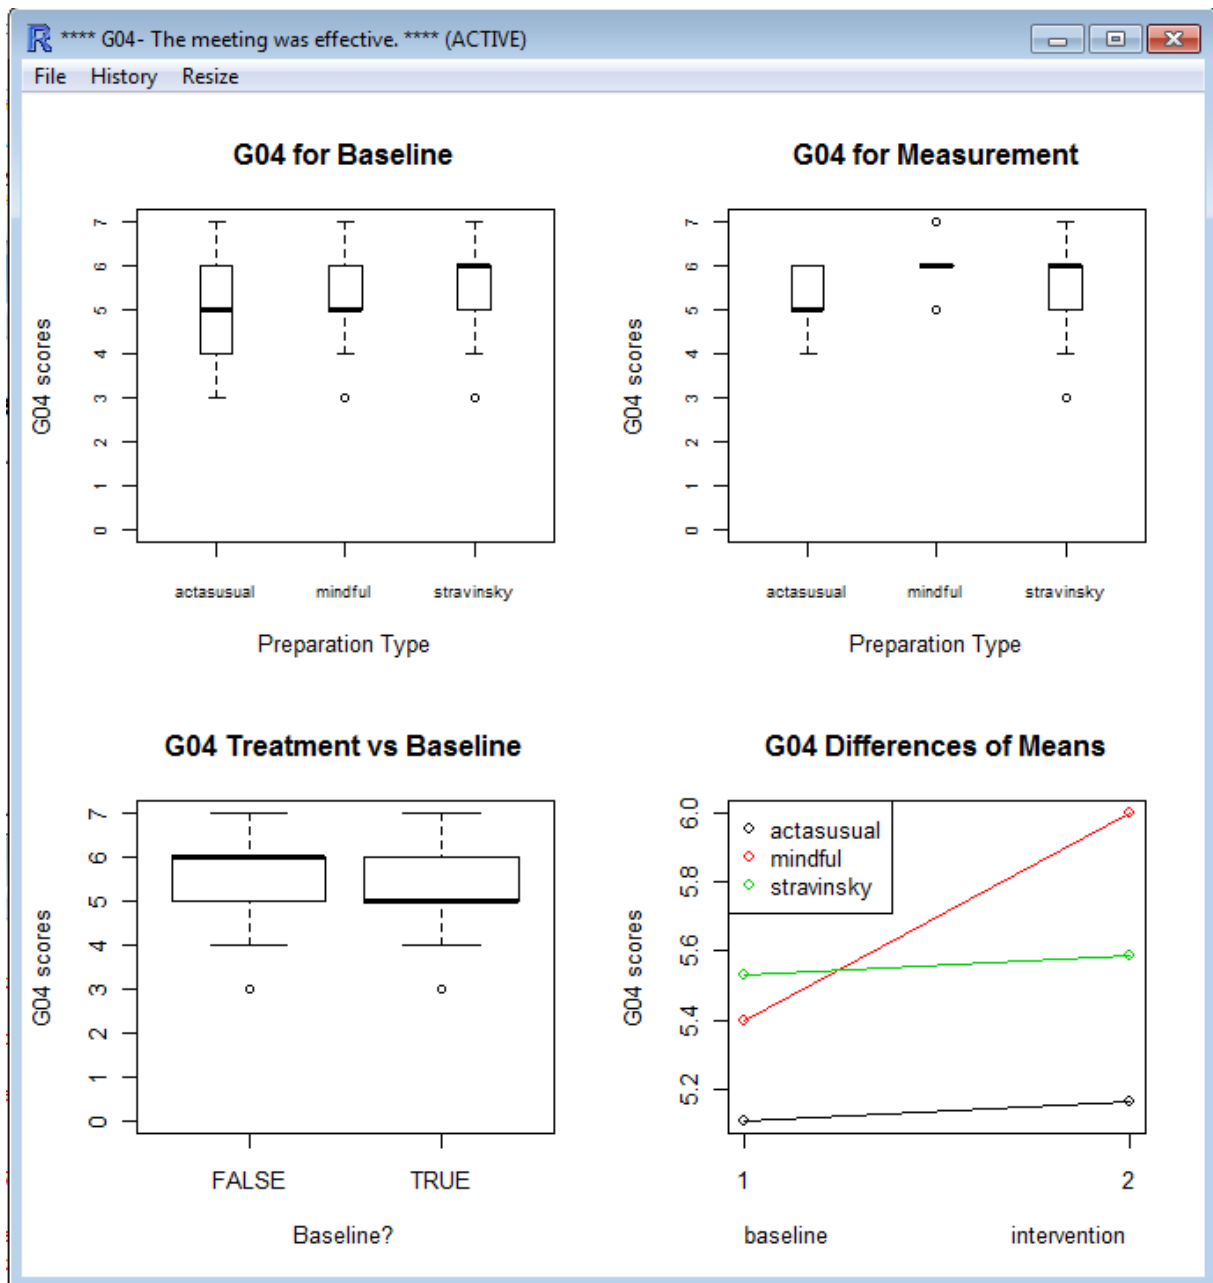 **** G04- The meeting was effective. **** (ACTIVE)
File History Resize
G04 for Baseline
G04 scores
7
6
5
4
3
2
1
0
actasusual mindful stravinsky
Preparation Type
G04 for Measurement
G04 scores
7
6
5
4
3
2
1
0
actasusual mindful stravinsky
Preparation Type
G04 Treatment vs Baseline
G04 scores
7
6
5
4
3
2
1
0
FALSE TRUE
Baseline?
G04 Differences of Means
G04 scores
6.0
5.8
5.6
5.4
5.2
actasusual
mindful
stravinsky
1 2
baseline intervention